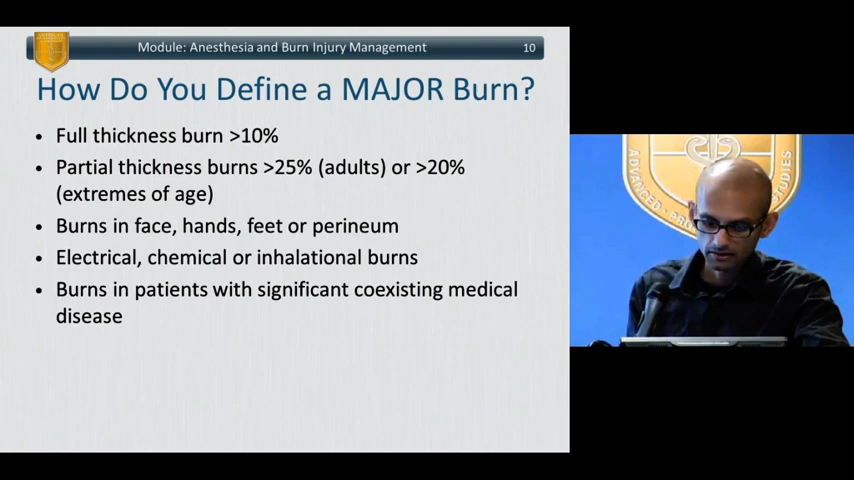 Module: Anesthesia and Burn Injury Management 10
How Do You Define a MAJOR Burn?
• Full thickness burn >10%
• Partial thickness burns >25% (adults) or >20%
(extremes of age)
• Burns in face, hands, feet or perineum
• Electrical, chemical or inhalational burns
• Burns in patients with significant coexisting medical
disease
ADVANCED
STUDIES